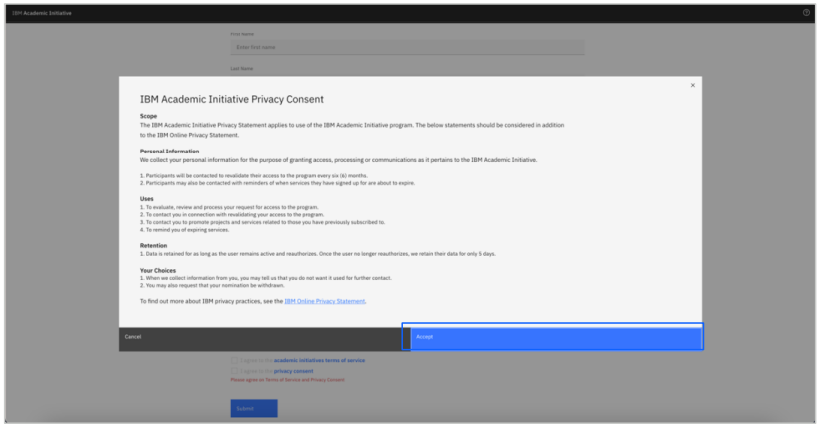 IBM Academic Initiative
First Name
Enter first name
Last Name
IBM Academic Initiative Privacy Consent
Scope
The IBM Academic Initiative Privacy Statement applies to use of the IBM Academic Initiative program. The below statements should be considered in addition
to the IBM Online Privacy Statement.
Personal Information
We collect your personal information for the purpose of granting access, processing or communications as it pertains to the IBM Academic Initiative.
1. Participants will be contacted to revalidate their access to the program every six (6) months.
2. Participants may also be contacted with reminders of when services they have signed up for are about to expire.
Uses
1. To evaluate, review and process your request for access to the program.
2. To contact you in connection with revalidating your access to the program.
3. To contact you to promote projects and services related to those you have previously subscribed to.
4. To remind you of expiring services.
Retention
1. Data is retained for as long as the user remains active and reauthorizes. Once the user no longer reauthorizes, we retain their data for only 5 days.
Your Choices
1. When we collect information from you, you may tell us that you do not want it used for further contact.
2. You may also request that your nomination be withdrawn.
To find out more about IBM privacy practices, see the IBM Online Privacy Statement.
Cancel
Accept
I agree to the academic initiatives terms of service
I agree to the privacy consent
Please agree on Terms of Service and Privacy Consent
Submit